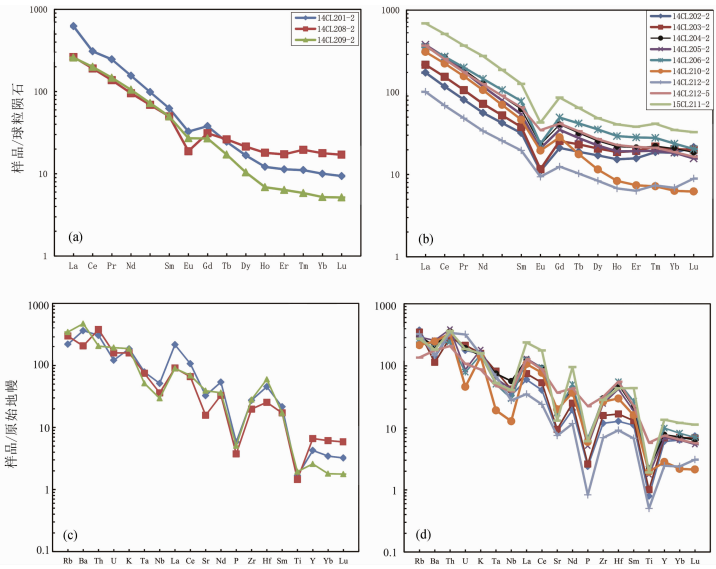 样品/球粒陨石
1000
100
10
1
14CL201-2
14CL208-2
14CL209-2
(a)
La Ce Pr Nd Sm Eu Gd Tb Dy Ho Er Tm Yb Lu
1000
100
10
1
14CL202-2
14CL203-2
14CL204-2
14CL205-2
14CL206-2
14CL210-2
14CL212-2
14CL212-5
15CL211-2
(b)
La Ce Pr Nd Sm Eu Gd Tb Dy Ho Er Tm Yb Lu
样品/原始地幔
1000
100
10
1
0.1
(c)
Rb Ba Th U K Ta Nb La Ce Sr Nd P Zr Hf Sm Ti Y Yb Lu
1000
100
10
1
0.1
(d)
Rb Ba Th U K Ta Nb La Ce Sr Nd P Zr Hf Sm Ti Y Yb Lu